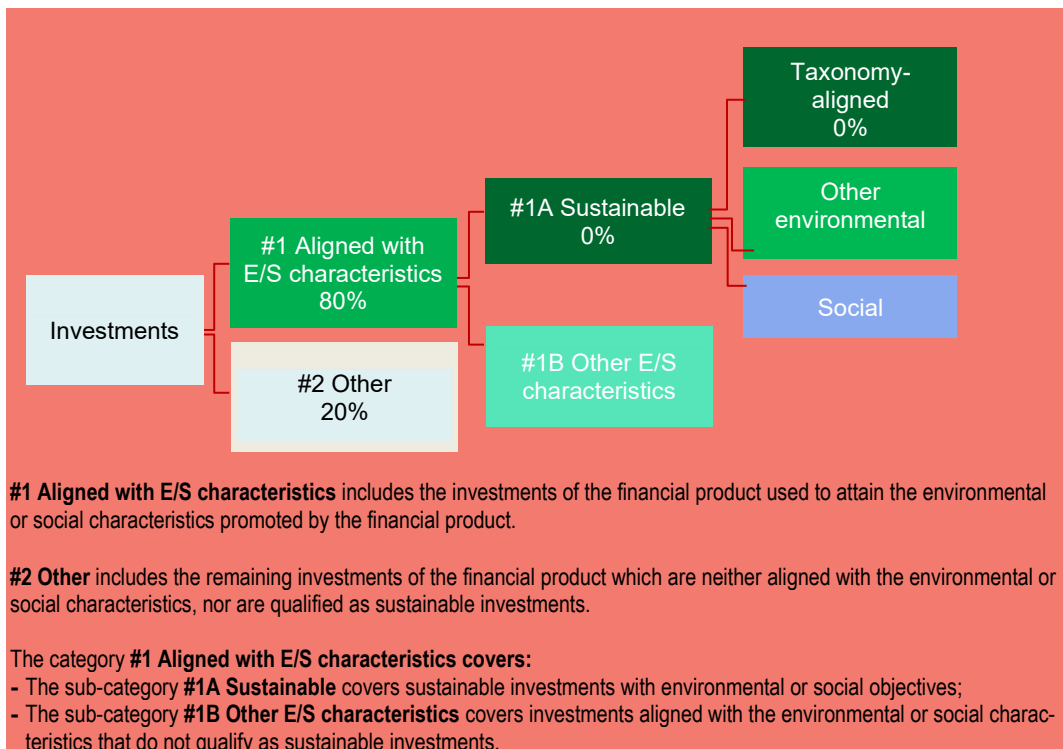 Taxonomy-
aligned
0%
#1A Sustainable
0%
Other
environmental
#1 Aligned with
E/S characteristics
80%
Social
Investments
#1B Other E/S
characteristics
#2 Other
20%
#1 Aligned with E/S characteristics includes the investments of the financial product used to attain the environmental
or social characteristics promoted by the financial product.
#2 Other includes the remaining investments of the financial product which are neither aligned with the environmental or
social characteristics, nor are qualified as sustainable investments.
The category #1 Aligned with E/S characteristics covers:
- The sub-category #1A Sustainable covers sustainable investments with environmental or social objectives;
- The sub-category #1B Other E/S characteristics covers investments aligned with the environmental or social charac-
teristics that do not qualify as sustainable investments.